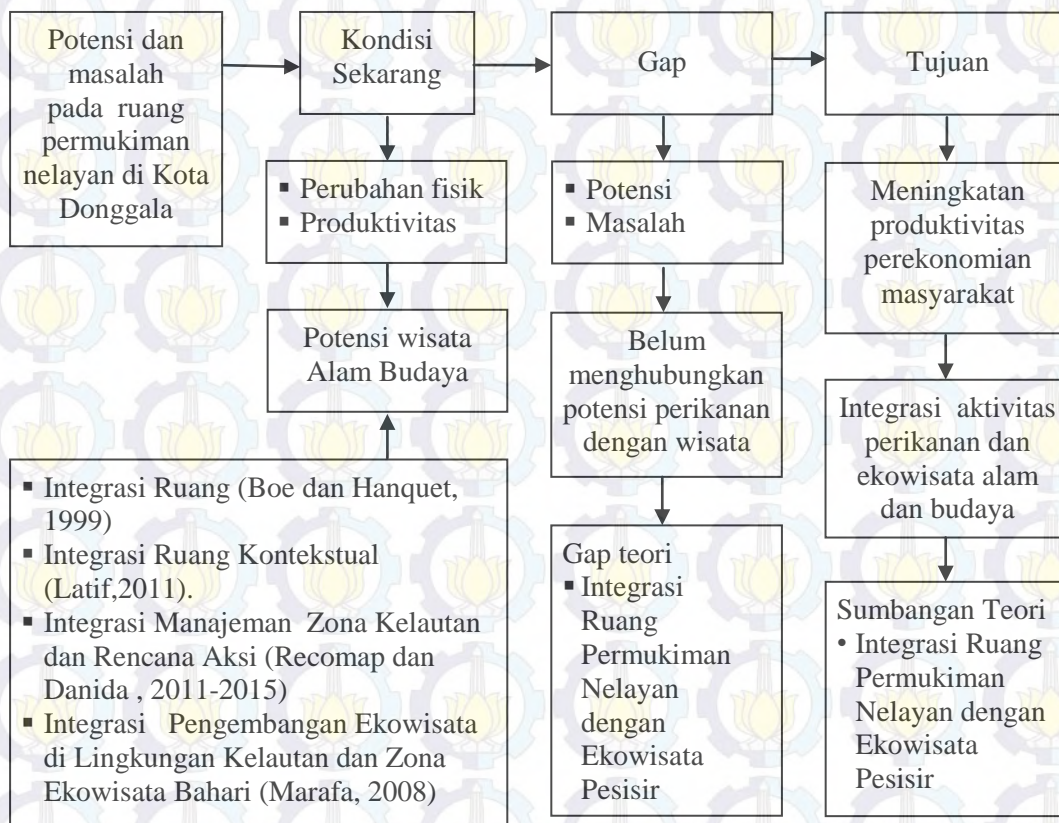 Potensi dan
masalah
pada ruang
permukiman
nelayan di Kota
Donggala
Kondisi
Sekarang
Gap
Tujuan
▪ Perubahan fisik
▪ Produktivitas
▪ Potensi
▪ Masalah
Meningkatan
produktivitas
perekonomian
masyarakat
Potensi wisata
Alam Budaya
Belum
menghubungkan
potensi perikanan
dengan wisata
Integrasi aktivitas
perikanan dan
ekowisata alam
dan budaya
▪ Integrasi Ruang (Boe dan Hanquet,
1999)
▪ Integrasi Ruang Kontekstual
(Latif,2011).
▪ Integrasi Manajeman Zona Kelautan
dan Rencana Aksi (Recomap dan
Danida , 2011-2015)
▪ Integrasi Pengembangan Ekowisata
di Lingkungan Kelautan dan Zona
Ekowisata Bahari (Marafa, 2008)
Gap teori
▪ Integrasi
Ruang
Permukiman
Nelayan
dengan
Ekowisata
Pesisir
Sumbangan Teori
• Integrasi Ruang
Permukiman
Nelayan dengan
Ekowisata
Pesisir